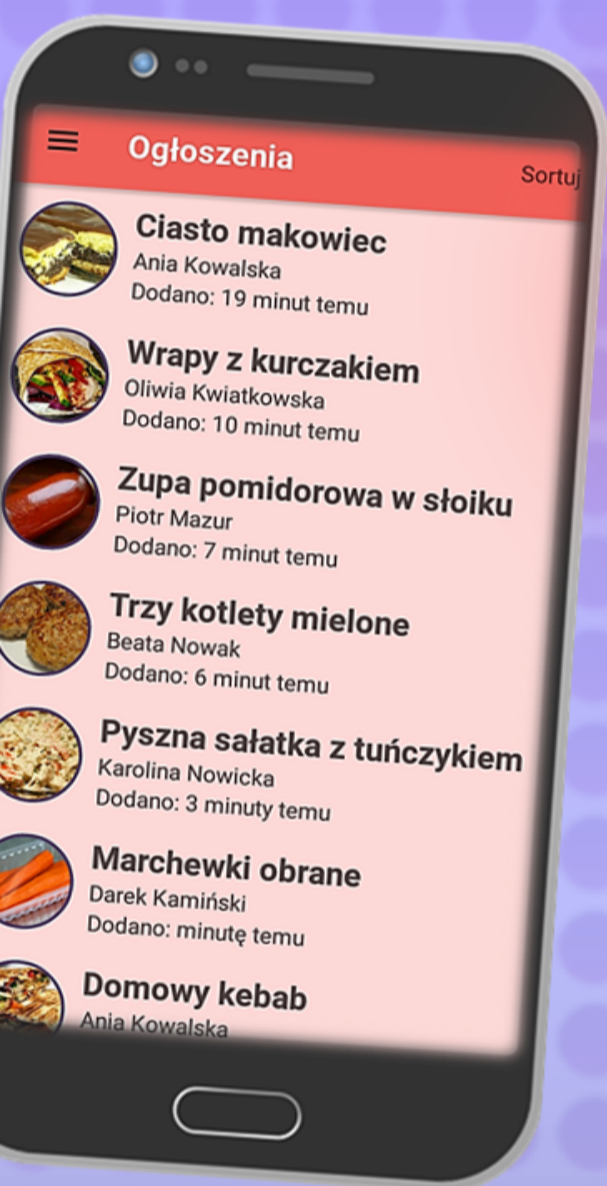 Ogłoszenia
Sortuj
Ciasto makowiec
Ania Kowalska
Dodano: 19 minut temu
Wrapy z kurczakiem
Oliwia Kwiatkowska
Dodano: 10 minut temu
Zupa pomidorowa w słoiku
Piotr Mazur
Dodano: 7 minut temu
Trzy kotlety mielone
Beata Nowak
Dodano: 6 minut temu
Pyszna sałatka z tuńczykiem
Karolina Nowicka
Dodano: 3 minuty temu
Marchewki obrane
Darek Kamiński
Dodano: minutę temu
Domowy kebab
Ania Kowalska